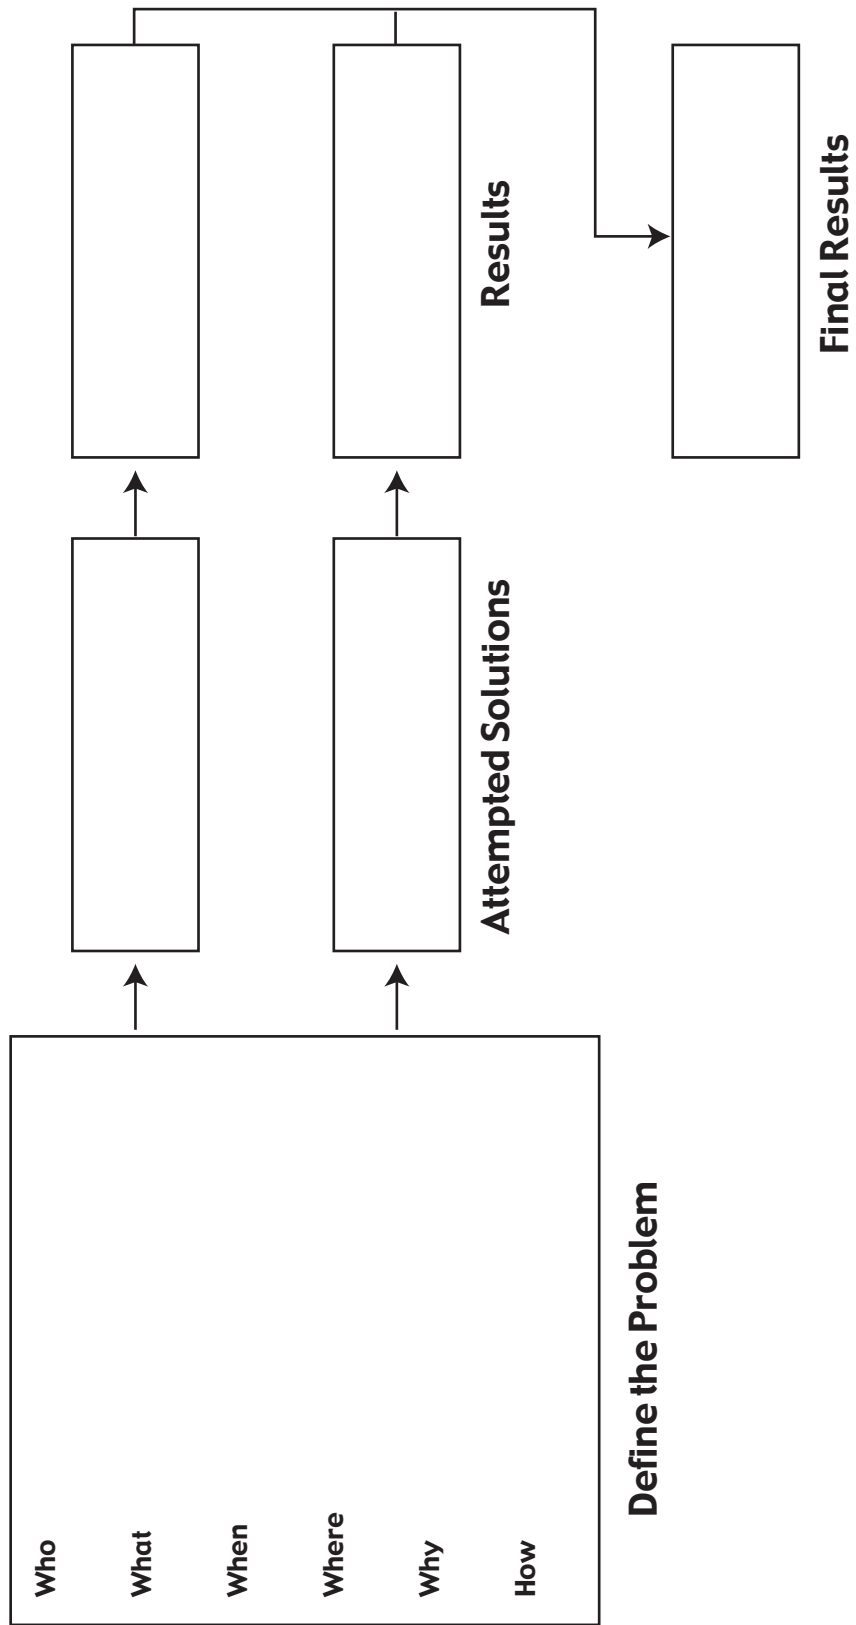 Who
What
When
Where
Why
How
Define the Problem
Attempted Solutions
Results
Final Results